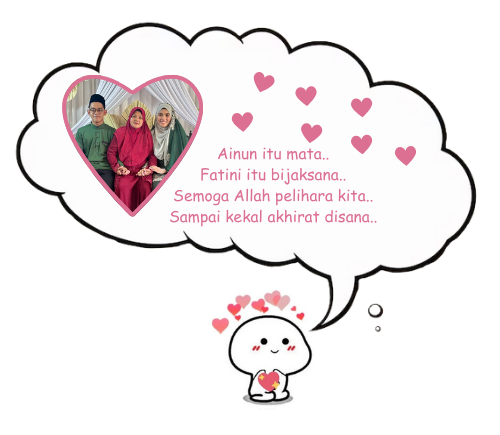 Ainun itu mata..
Fatini itu bijaksana..
Semoga Allah pelihara kita..
Sampai kekal akhirat disana..